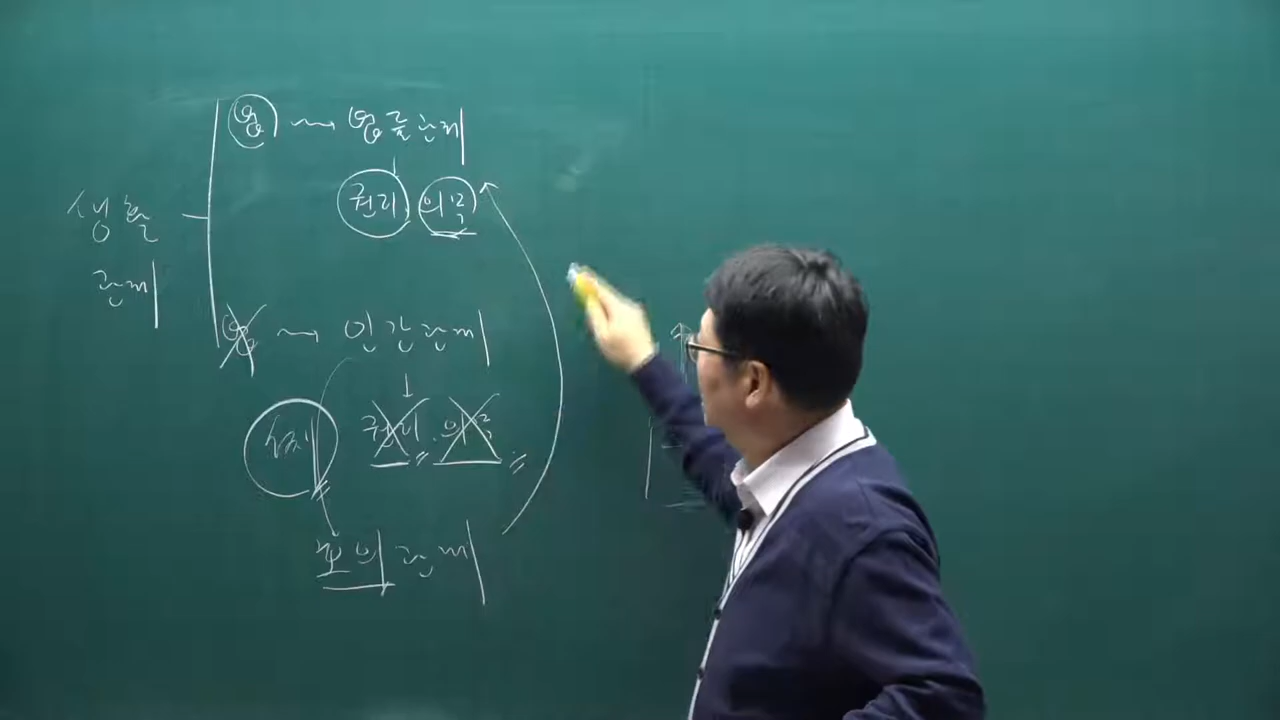 법 → 법률관계
권리 의무
생활
관계
법 → 인간관계
권리 . 의무
호의관계